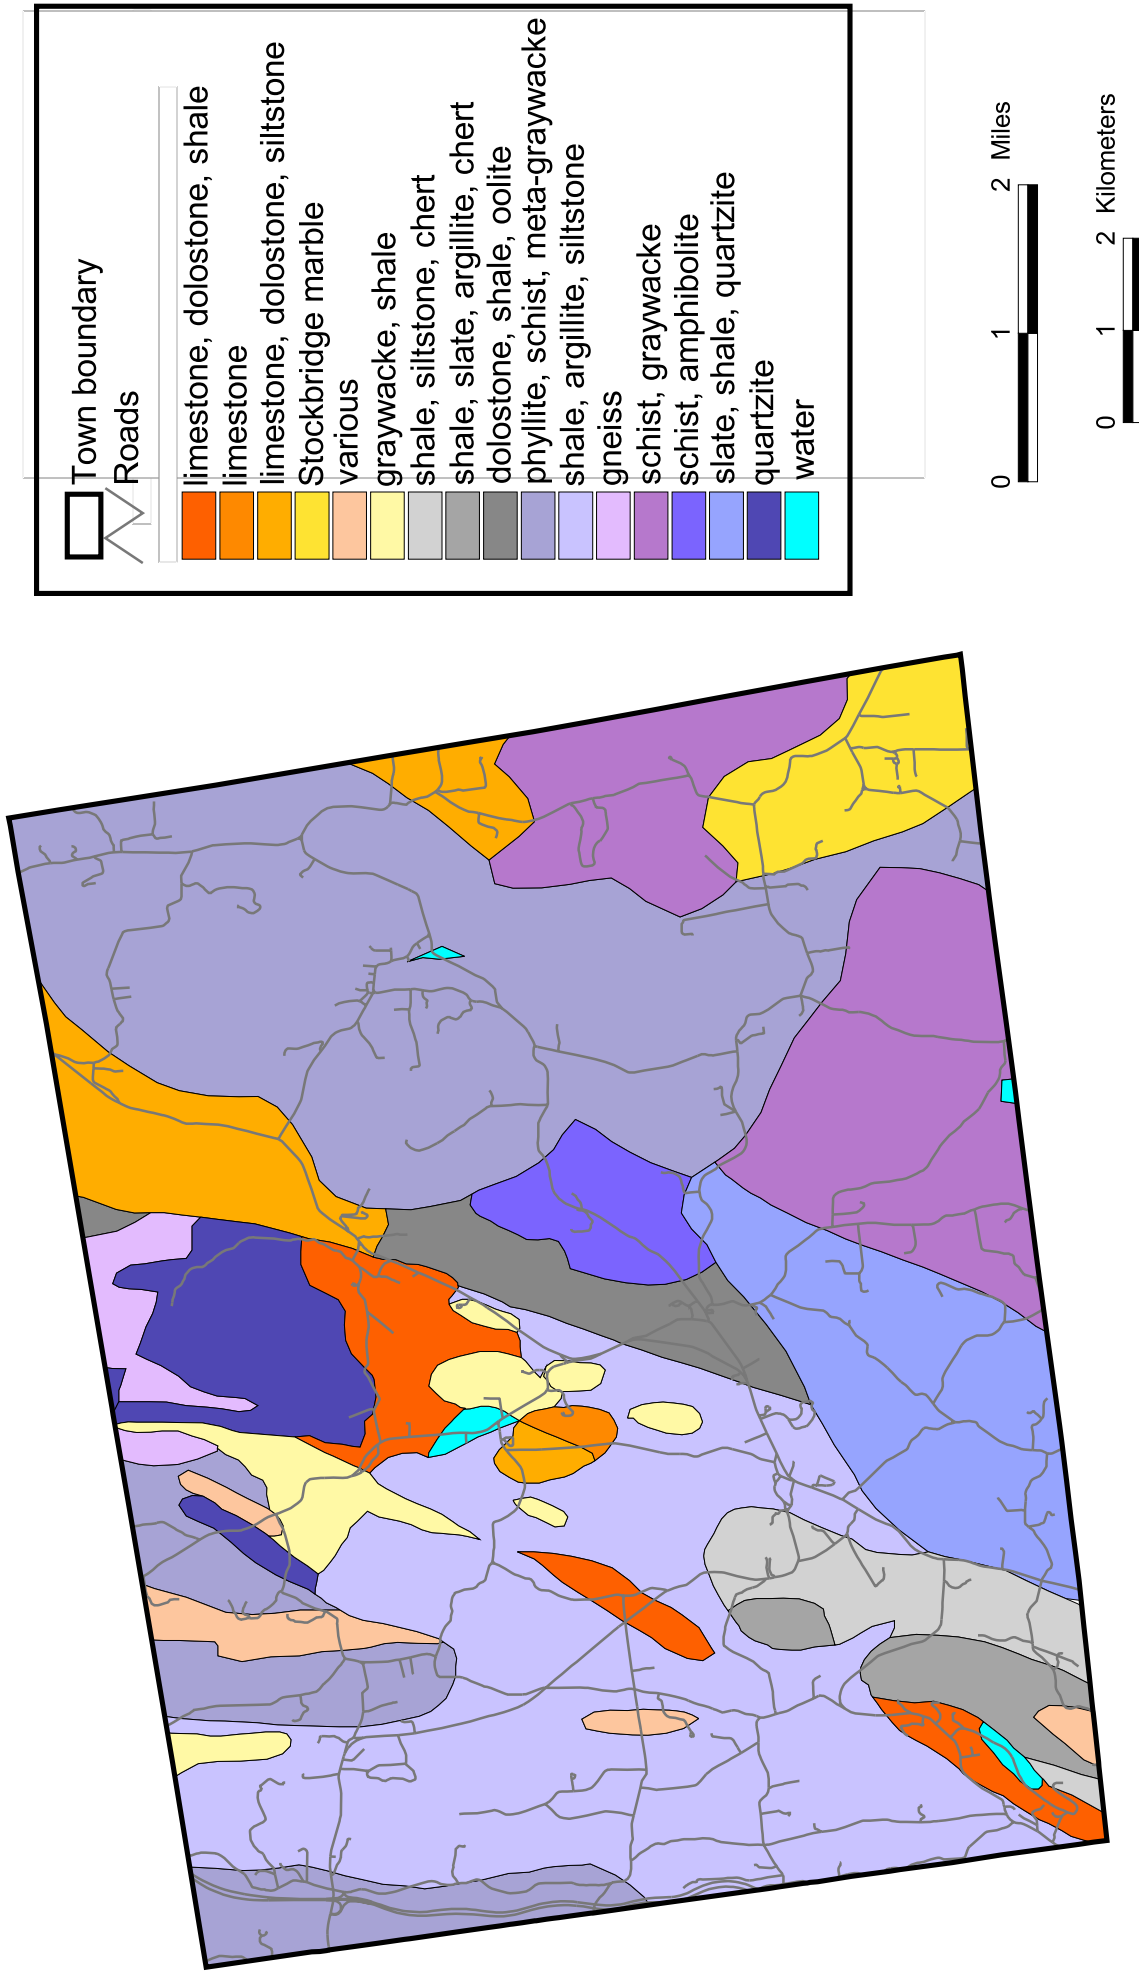 Town boundary
Roads
limestone, dolostone, shale
limestone
limestone, dolostone, siltstone
Stockbridge marble
various
graywacke, shale
shale, siltstone, chert
shale, slate, argillite, chert
dolostone, shale, oolite
phyllite, schist, meta-graywacke
shale, argillite, siltstone
gneiss
schist, graywacke
schist, amphibolite
slate, shale, quartzite
quartzite
water
0 1 2 Miles
0 1 2 Kilometers